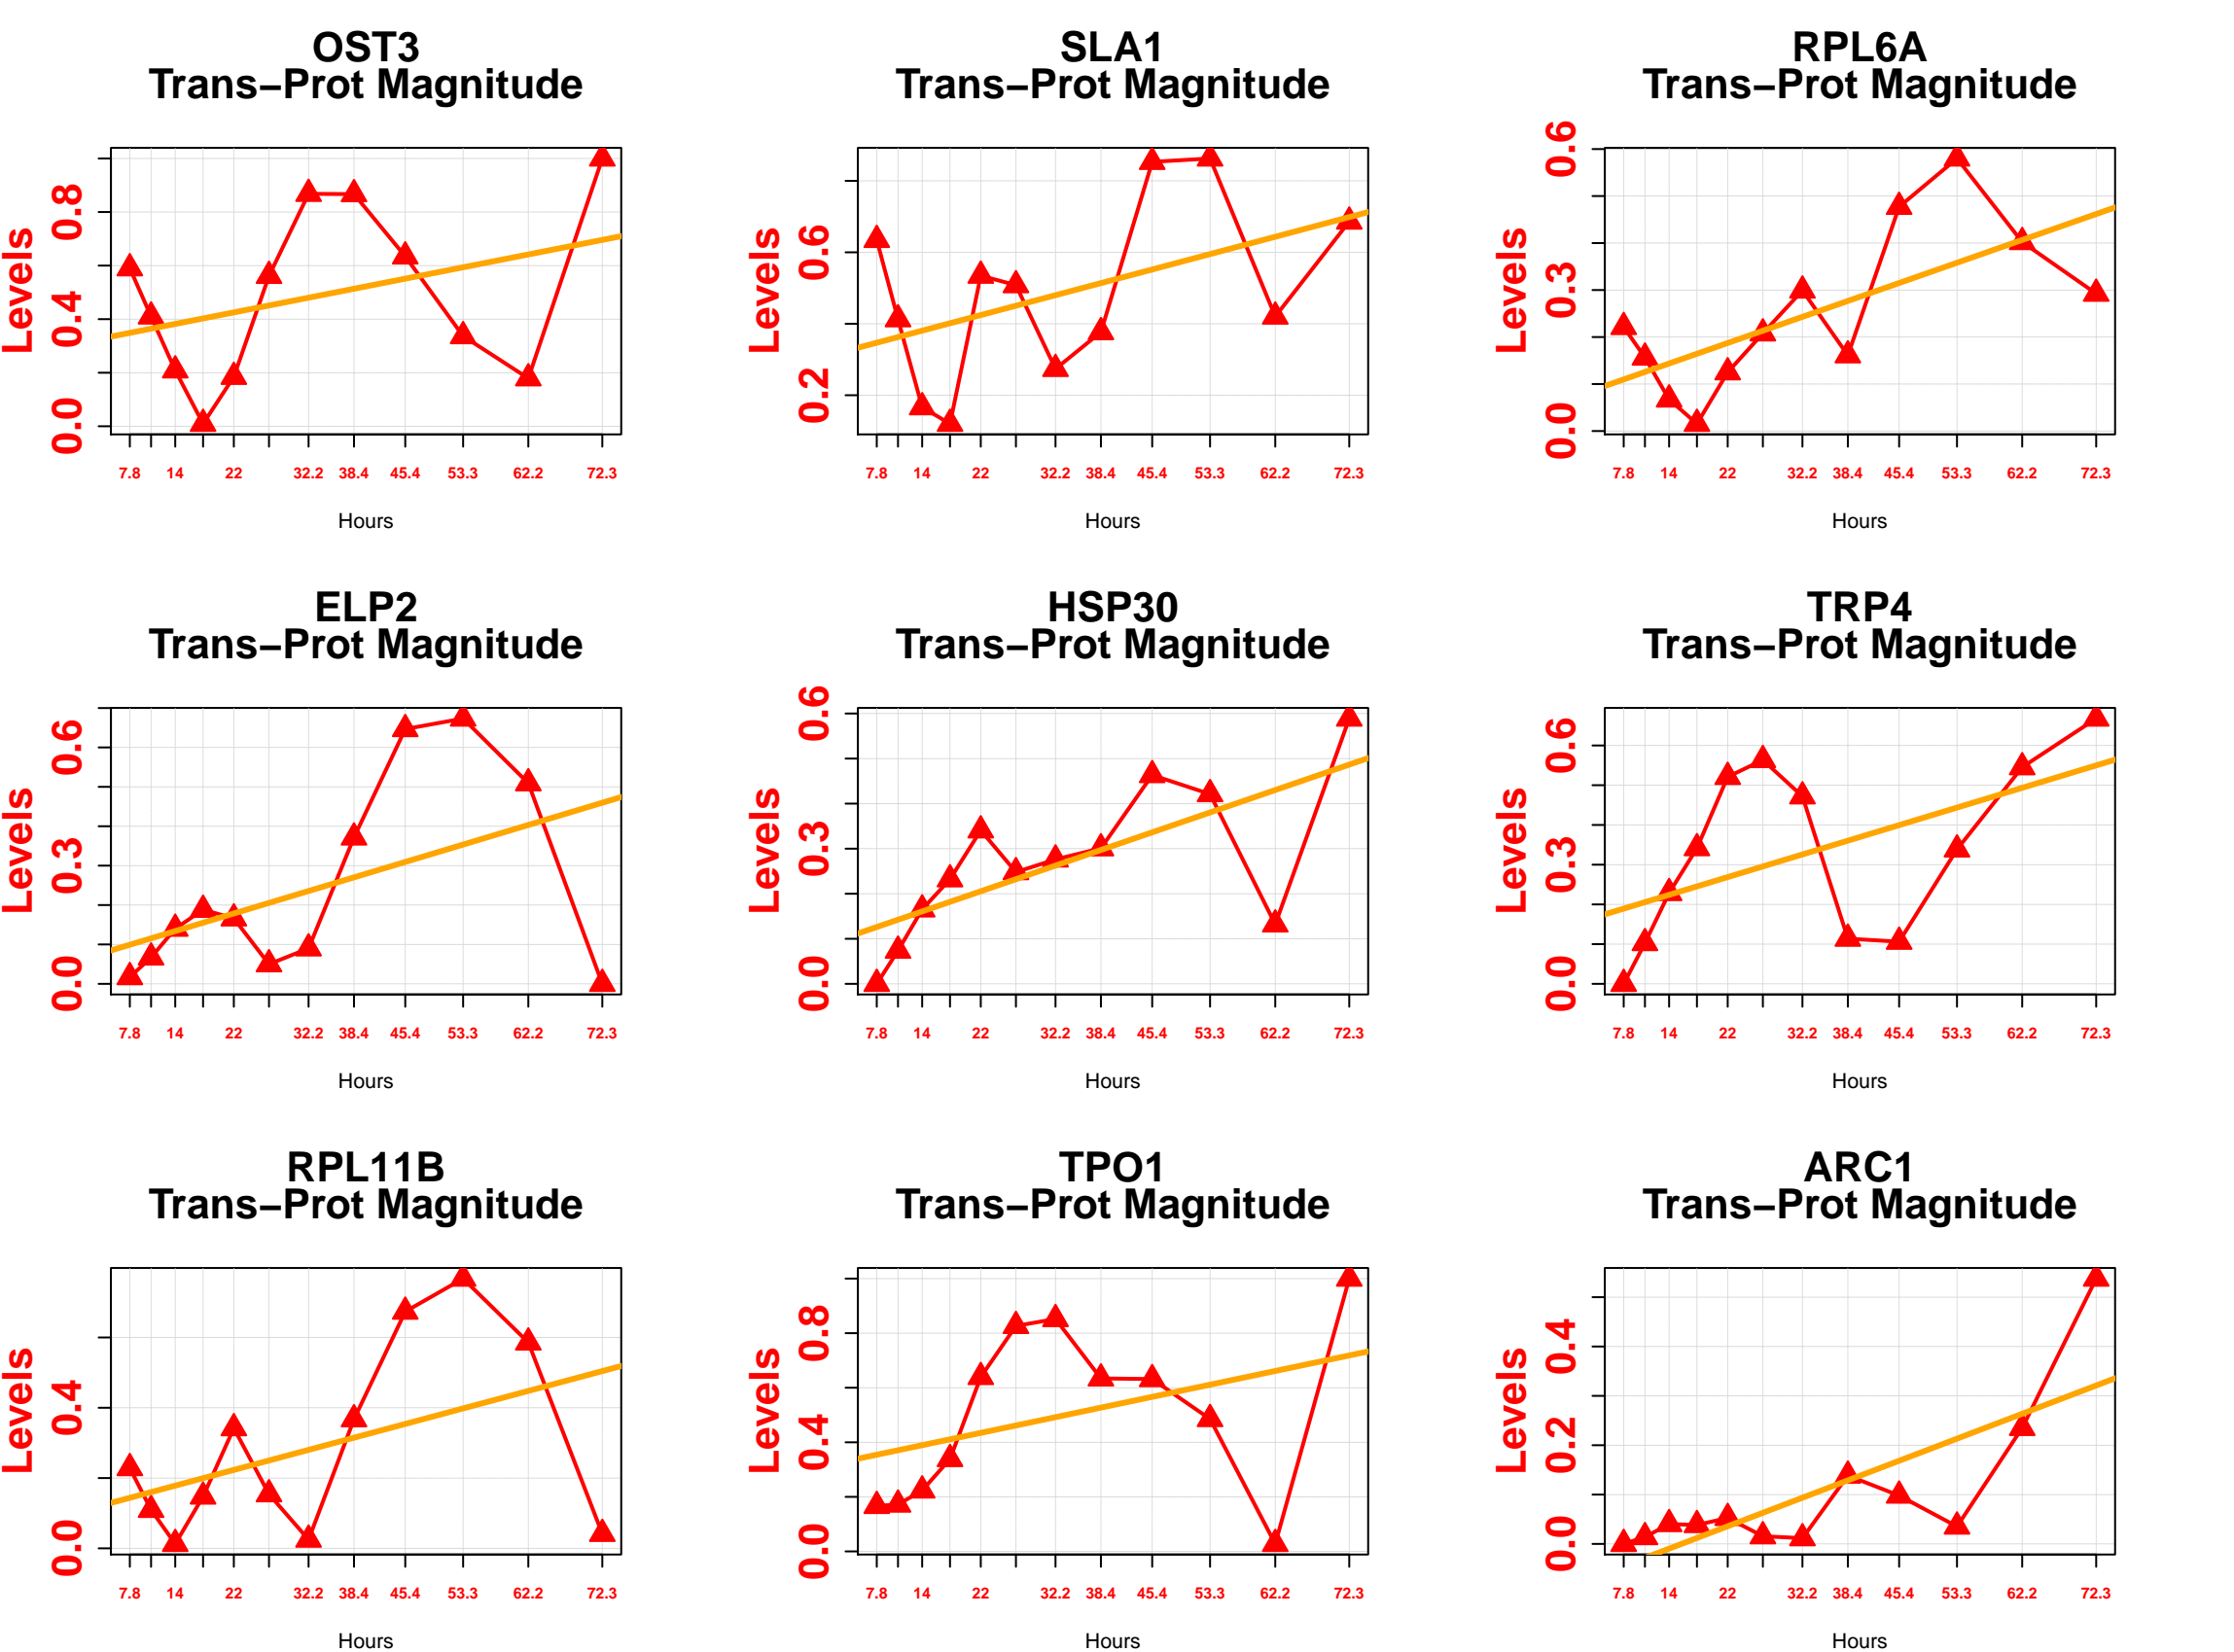 OST3
Trans−Prot Magnitude
Levels
0.0 0.4 0.8
7.8 14 22 32.2 38.4 45.4 53.3 62.2 72.3
Hours
SLA1
Trans−Prot Magnitude
Levels
0.2 0.6
7.8 14 22 32.2 38.4 45.4 53.3 62.2 72.3
Hours
RPL6A
Trans−Prot Magnitude
Levels
0.0 0.3 0.6
7.8 14 22 32.2 38.4 45.4 53.3 62.2 72.3
Hours
ELP2
Trans−Prot Magnitude
Levels
0.0 0.3 0.6
7.8 14 22 32.2 38.4 45.4 53.3 62.2 72.3
Hours
HSP30
Trans−Prot Magnitude
Levels
0.0 0.3 0.6
7.8 14 22 32.2 38.4 45.4 53.3 62.2 72.3
Hours
TRP4
Trans−Prot Magnitude
Levels
0.0 0.3 0.6
7.8 14 22 32.2 38.4 45.4 53.3 62.2 72.3
Hours
RPL11B
Trans−Prot Magnitude
Levels
0.0 0.4
7.8 14 22 32.2 38.4 45.4 53.3 62.2 72.3
Hours
TPO1
Trans−Prot Magnitude
Levels
0.0 0.4 0.8
7.8 14 22 32.2 38.4 45.4 53.3 62.2 72.3
Hours
ARC1
Trans−Prot Magnitude
Levels
0.0 0.2 0.4
7.8 14 22 32.2 38.4 45.4 53.3 62.2 72.3
Hours